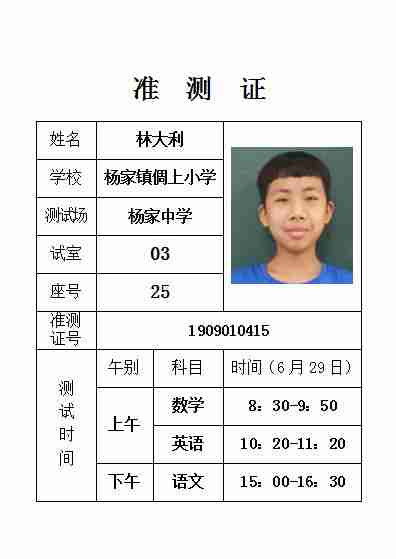 准 测 证
姓名 林大利
学校 杨家镇倜上小学
测试场 杨家中学
试室 03
座号 25
准测
证号 1909010415
测试时间
午别 科目 时间（6月29日）
上午 数学 8：30-9：50
英语 10：20-11：20
下午 语文 15：00-16：30